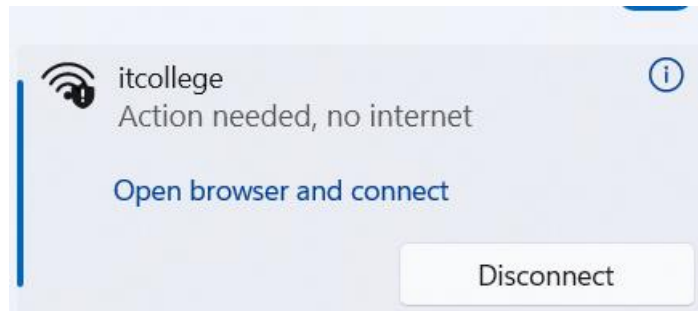 itcollege
Action needed, no internet
Open browser and connect
Disconnect